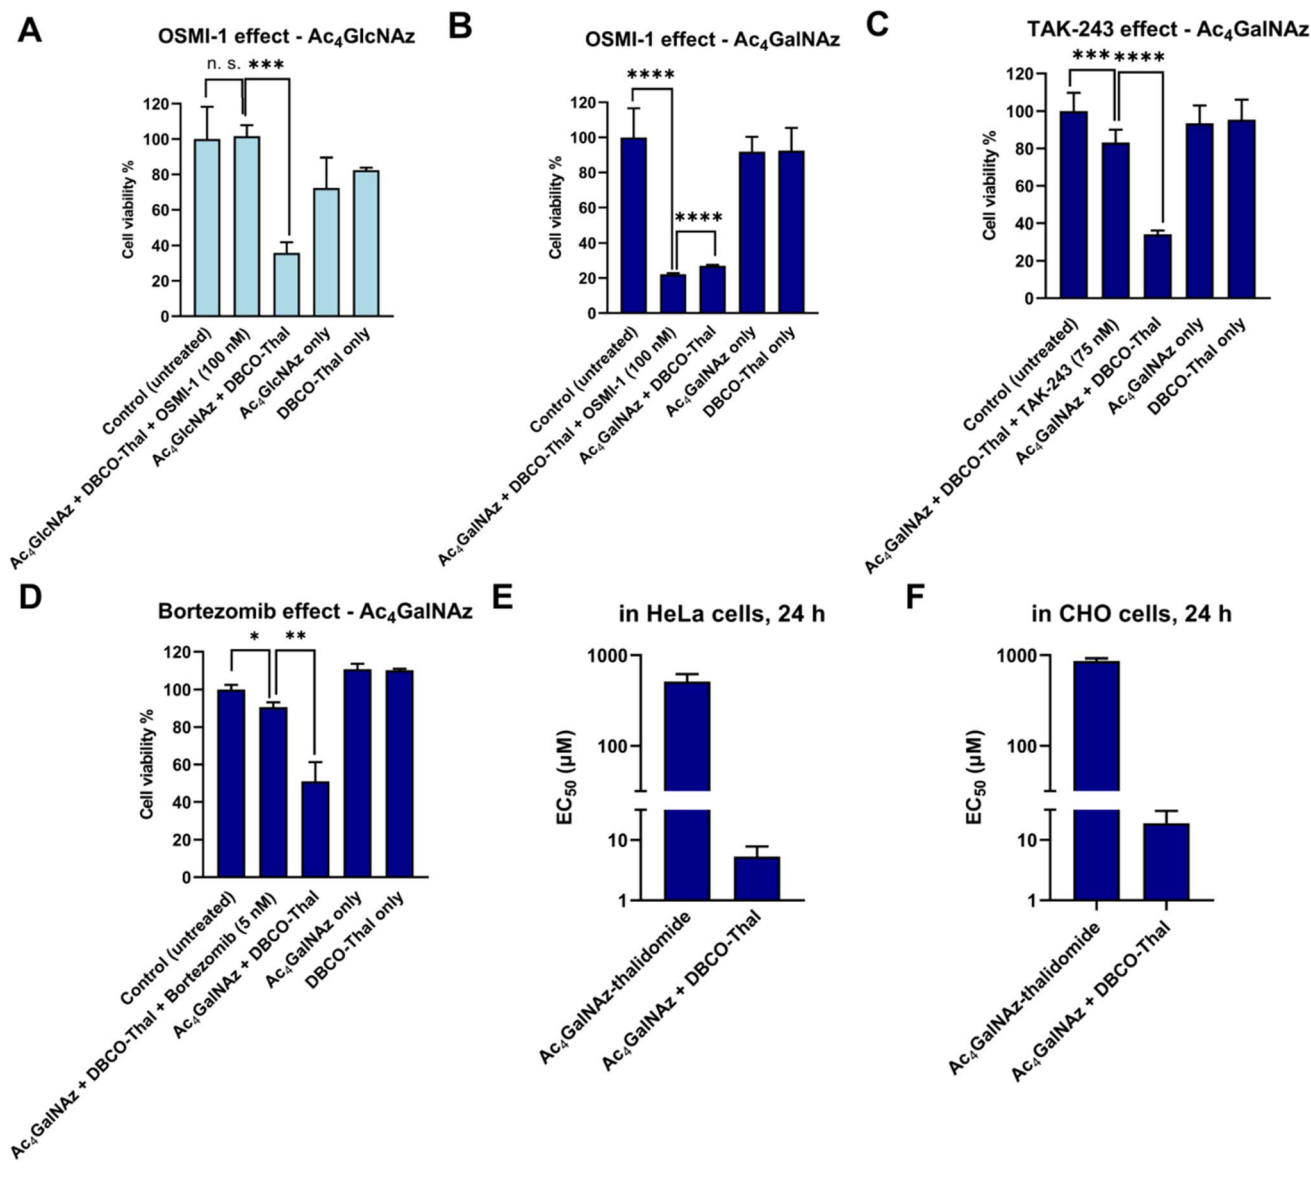 A
OSMI-1 effect - Ac4GlcNAz
n. s. ***
Cell viability %
120
100
80
60
40
20
0
Control (untreated)
Ac4GlcNAz + DBCO-Thal + OSMI-1 (100 nM)
Ac4GlcNAz + DBCO-Thal
Ac4GlcNAz only
DBCO-Thal only
B
OSMI-1 effect - Ac4GalNAz
****
****
Cell viability %
120
100
80
60
40
20
0
Control (untreated)
Ac4GalNAz + DBCO-Thal + OSMI-1 (100 nM)
Ac4GalNAz + DBCO-Thal
Ac4GalNAz only
DBCO-Thal only
C
TAK-243 effect - Ac4GalNAz
*** ****
Cell viability %
120
100
80
60
40
20
0
Control (untreated)
Ac4GalNAz + DBCO-Thal + TAK-243 (75 nM)
Ac4GalNAz + DBCO-Thal
Ac4GalNAz only
DBCO-Thal only
D
Bortezomib effect - Ac4GalNAz
* **
Cell viability %
120
100
80
60
40
20
0
Control (untreated)
Ac4GalNAz + DBCO-Thal + Bortezomib (5 nM)
Ac4GalNAz + DBCO-Thal
Ac4GalNAz only
DBCO-Thal only
E
in HeLa cells, 24 h
EC50 (μM)
1000
100
10
1
Ac4GalNAz-thalidomide
Ac4GalNAz + DBCO-Thal
F
in CHO cells, 24 h
EC50 (μM)
1000
100
10
1
Ac4GalNAz-thalidomide
Ac4GalNAz + DBCO-Thal